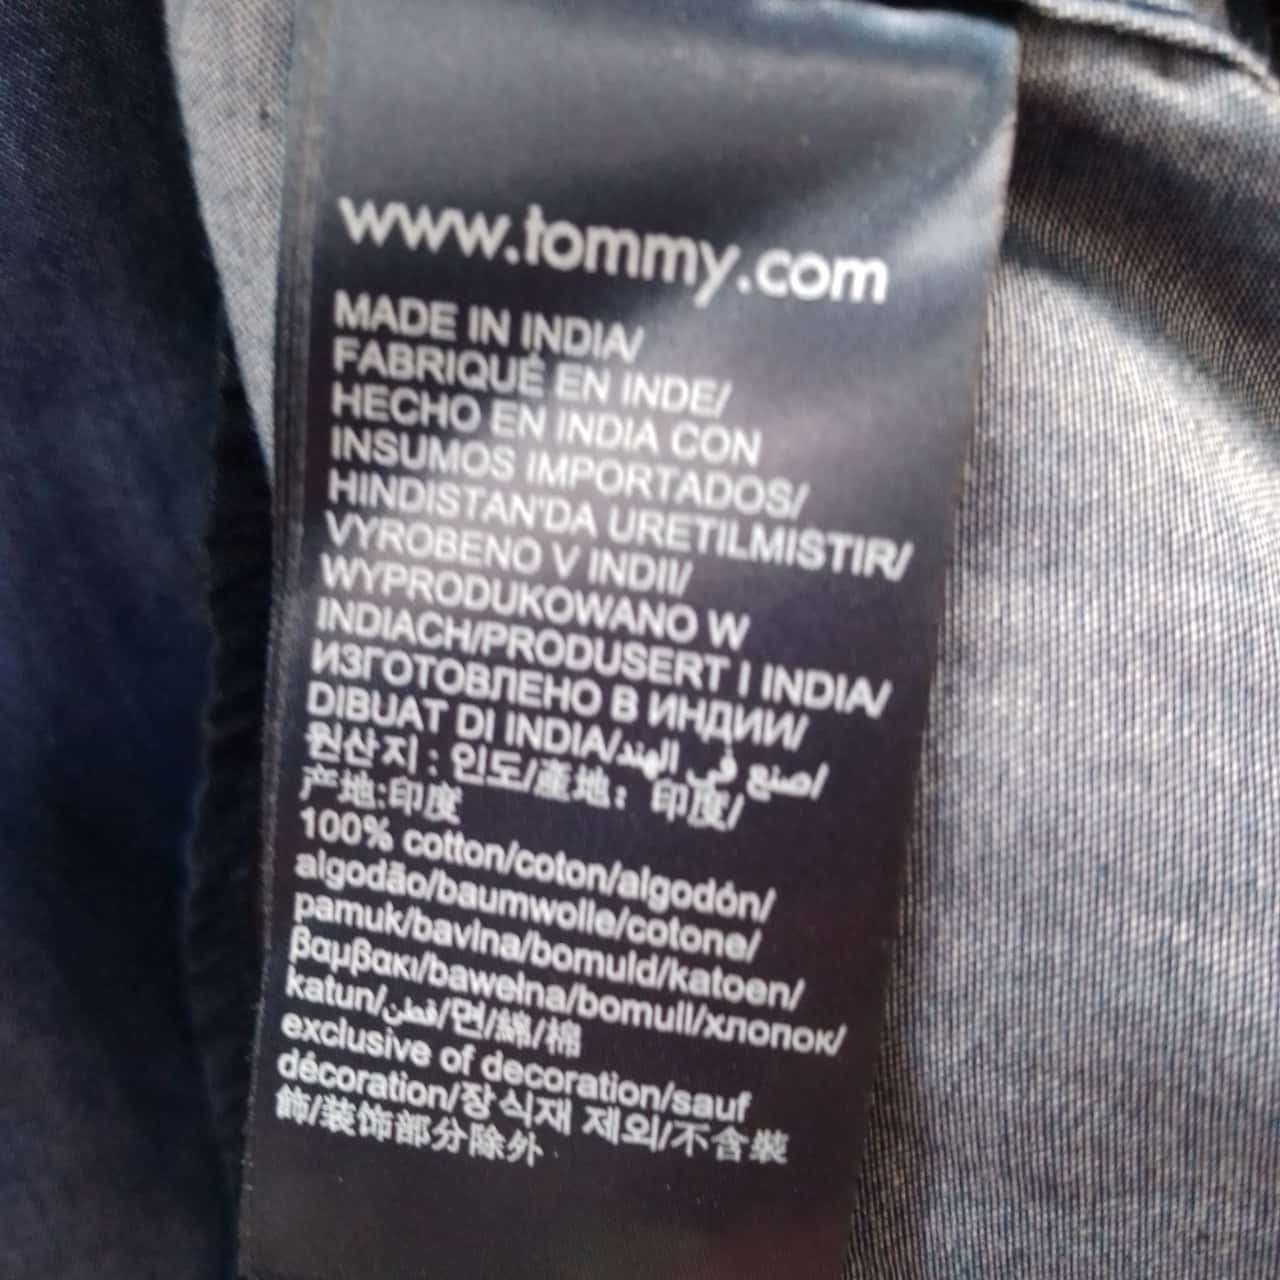 www.tommy.com
MADE IN INDIA/
FABRIQUÉ EN INDE/
HECHO EN INDIA CON
INSUMOS IMPORTADOS/
HINDISTAN'DA URETILMISTIR/
VYROBENO V INDII/
WYPRODUKOWANO W
INDIACH/PRODUSERT I INDIA/
ИЗГОТОВЛЕНО В ИНДИИ/
DIBUAT DI INDIA/صنع في الهند/
원산지 : 인도/產地：印度/
产地:印度
100% cotton/coton/algodón/
algodão/baumwolle/cotone/
pamuk/bavlna/bomuld/katoen/
βαμβακι/bawełna/bomull/хлопок/
katun/قطن/면/綿/棉
exclusive of decoration/sauf
décoration/장식재 제외/不含裝
飾/装饰部分除外